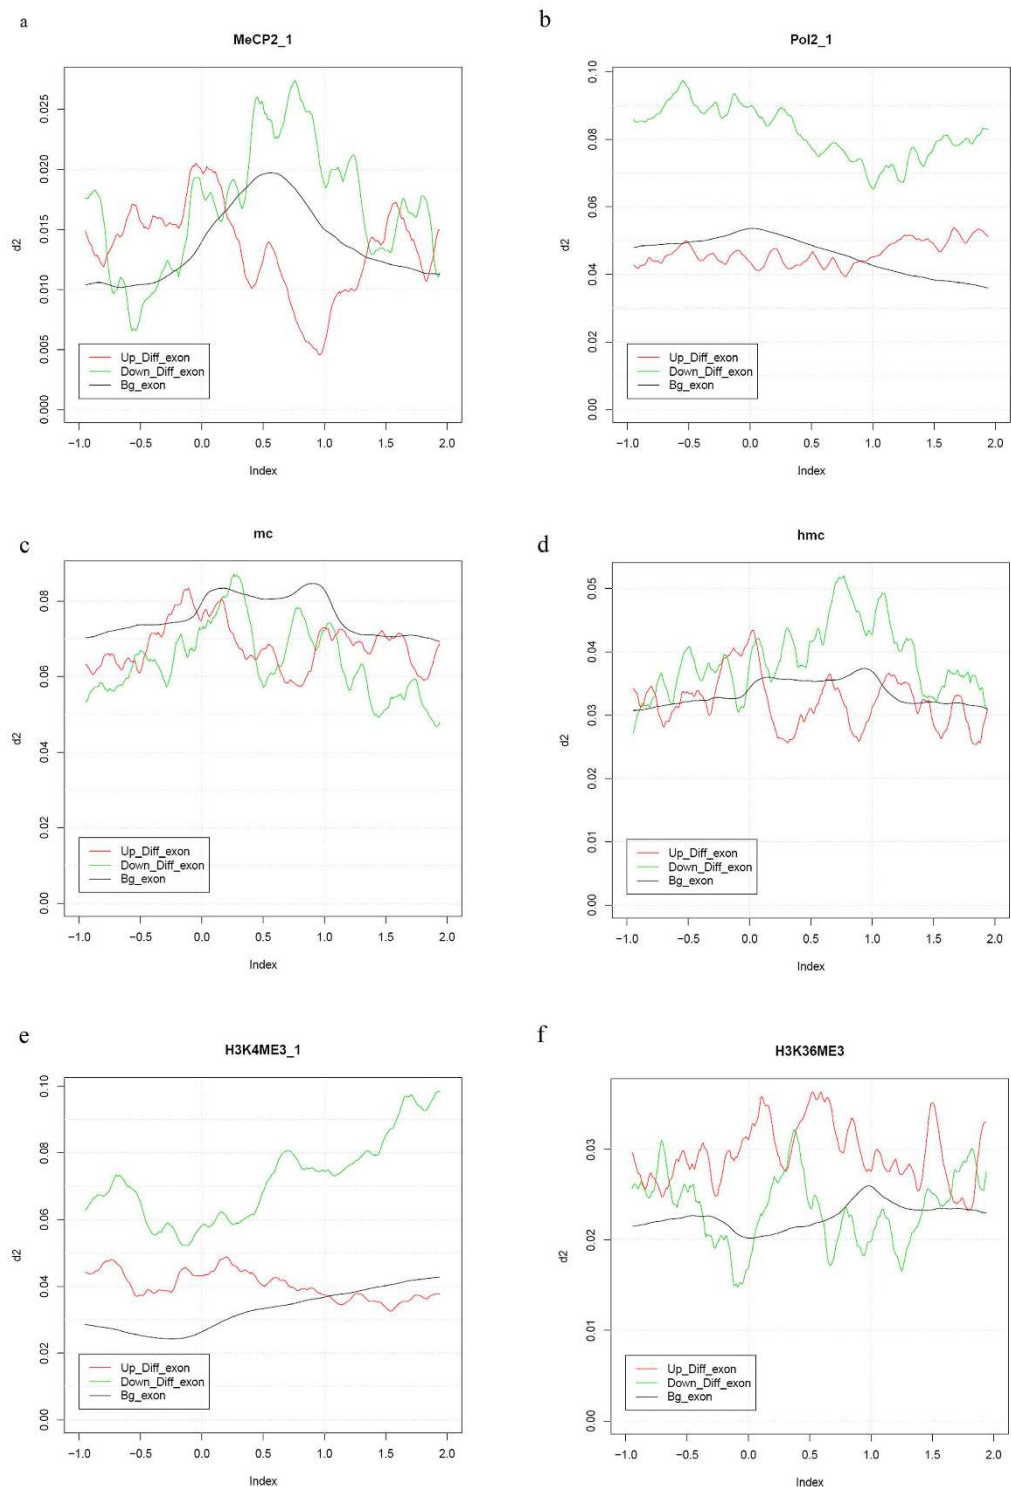 a
MeCP2_1
d2
0.000 0.005 0.010 0.015 0.020 0.025
Up_Diff_exon
Down_Diff_exon
Bg_exon
−1.0 −0.5 0.0 0.5 1.0 1.5 2.0
Index
b
Pol2_1
d2
0.00 0.02 0.04 0.06 0.08 0.10
Up_Diff_exon
Down_Diff_exon
Bg_exon
−1.0 −0.5 0.0 0.5 1.0 1.5 2.0
Index
c
mc
d2
0.00 0.02 0.04 0.06 0.08
Up_Diff_exon
Down_Diff_exon
Bg_exon
−1.0 −0.5 0.0 0.5 1.0 1.5 2.0
Index
d
hmc
d2
0.00 0.01 0.02 0.03 0.04 0.05
Up_Diff_exon
Down_Diff_exon
Bg_exon
−1.0 −0.5 0.0 0.5 1.0 1.5 2.0
Index
e
H3K4ME3_1
d2
0.00 0.02 0.04 0.06 0.08 0.10
Up_Diff_exon
Down_Diff_exon
Bg_exon
−1.0 −0.5 0.0 0.5 1.0 1.5 2.0
Index
f
H3K36ME3
d2
0.00 0.01 0.02 0.03
Up_Diff_exon
Down_Diff_exon
Bg_exon
−1.0 −0.5 0.0 0.5 1.0 1.5 2.0
Index